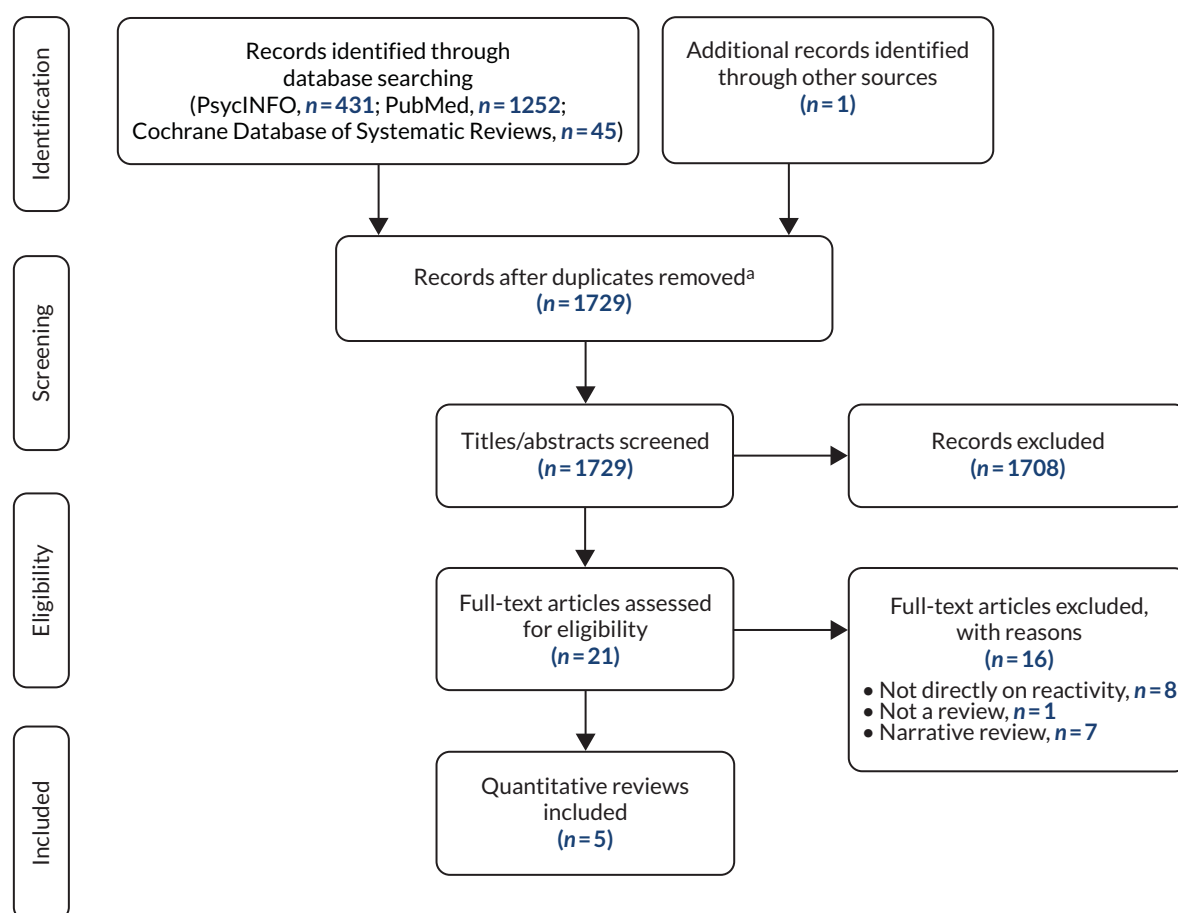 Identification
Records identified through
database searching
(PsycINFO, n=431; PubMed, n=1252;
Cochrane Database of Systematic Reviews, n=45)
Additional records identified
through other sources
(n=1)
Screening
Records after duplicates removedᵃ
(n=1729)
Titles/abstracts screened
(n=1729)
Records excluded
(n=1708)
Eligibility
Full-text articles assessed
for eligibility
(n=21)
Full-text articles excluded,
with reasons
(n=16)
• Not directly on reactivity, n=8
• Not a review, n=1
• Narrative review, n=7
Included
Quantitative reviews
included
(n=5)